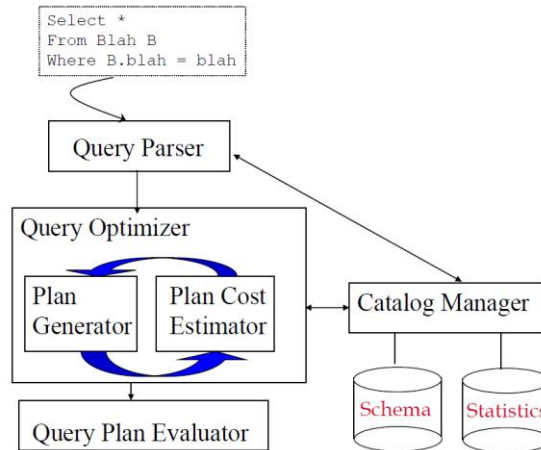 Select *
From Blah B
Where B.blah = blah
Query Parser
Query Optimizer
Plan
Generator
Plan Cost
Estimator
Catalog Manager
Schema
Statistics
Query Plan Evaluator